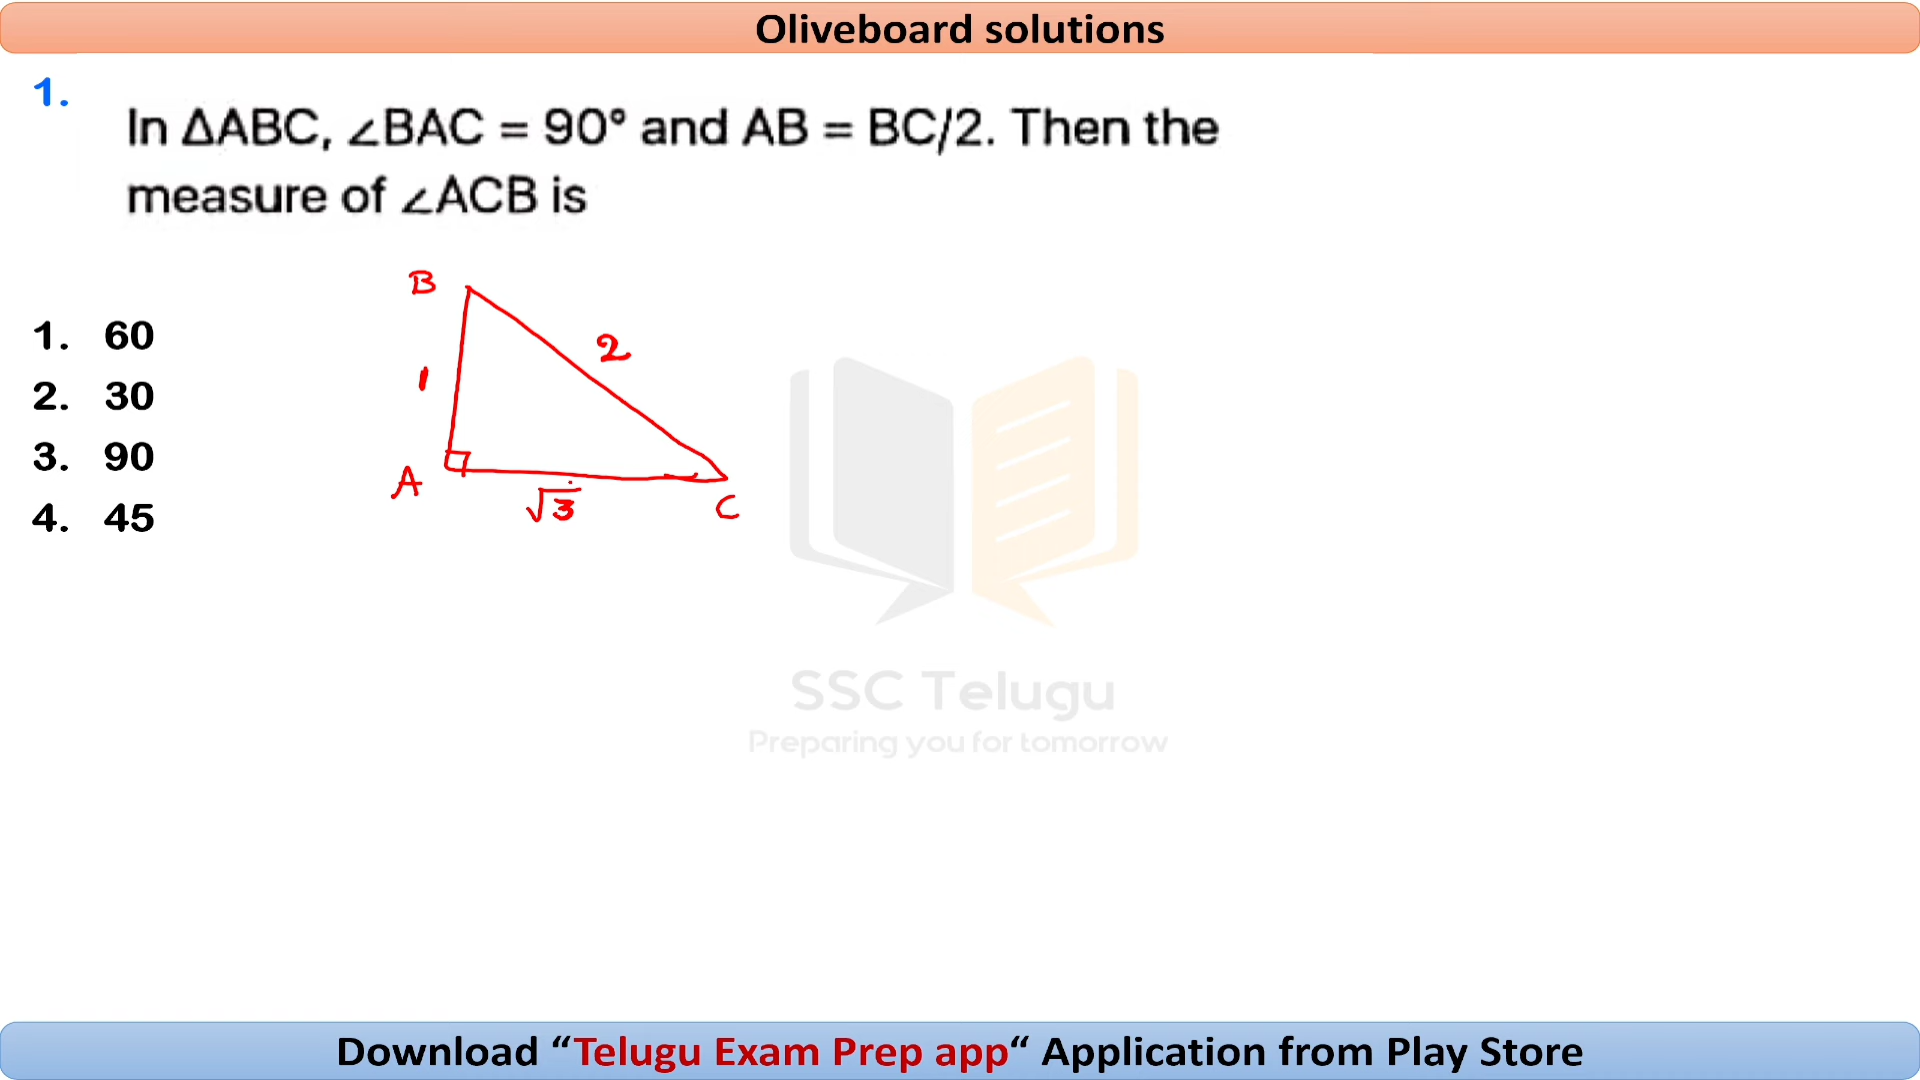 Oliveboard solutions
1.
In ΔABC, ∠BAC = 90° and AB = BC/2. Then the
measure of ∠ACB is
B
2
1. 60
1
2. 30
3. 90
A
√3
C
4. 45
SSC Telugu
Preparing you for tomorrow
Download “Telugu Exam Prep app“ Application from Play Store